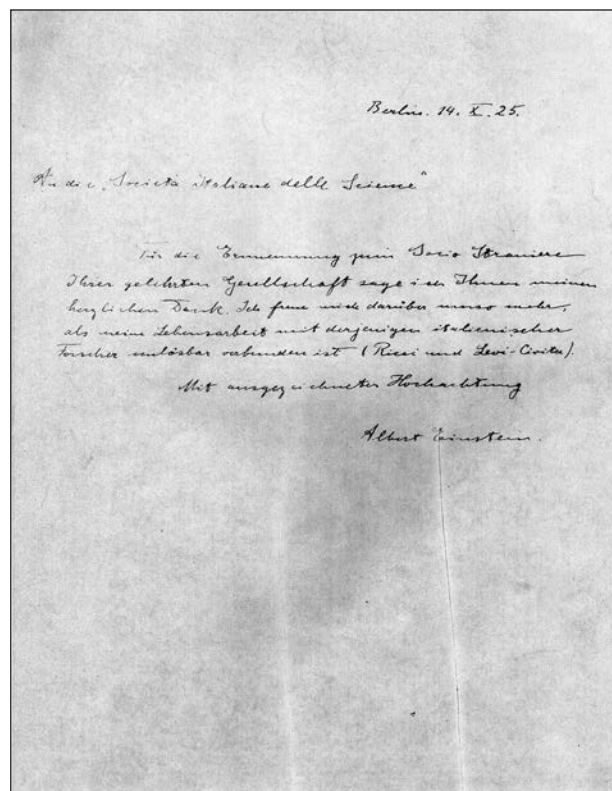 Berlin. 14. X. 25.
An die „Società italiana delle Scienze"
Für die Ernennung zum Socio Straniero
Ihrer gelehrten Gesellschaft sage ich Ihnen meinen
herzlichen Dank. Ich freue mich darüber umso mehr,
als meine Lebensarbeit mit derjenigen italienischer
Forscher unlösbar verbunden ist (Ricci und Levi-Civita).
Mit ausgezeichneter Hochachtung
Albert Einstein.